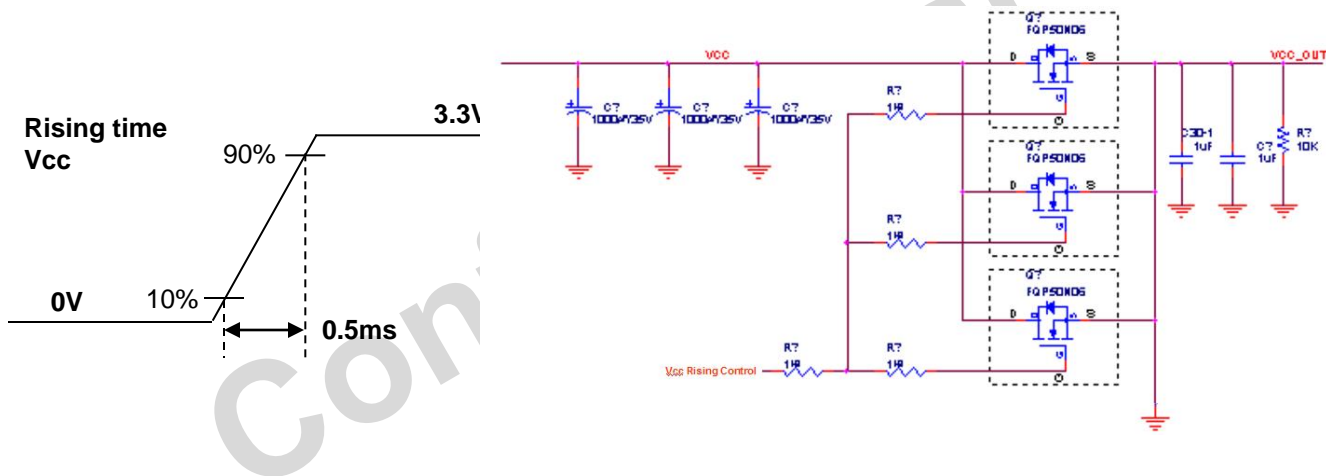 Rising time
Vcc
90%
3.3V
0V
10%
0.5ms
VCC
VCC_OUT
C?
1000uF/35V
C?
1000uF/35V
C?
1000uF/35V
Q?
FQP50N06
D
S
G
R?
1K
Q?
FQP50N06
D
S
G
R?
1K
Q?
FQP50N06
D
S
G
R?
1K
R?
1K
Vcc Rising Control
C30-1
1uF
C?
1uF
R?
10K
Con